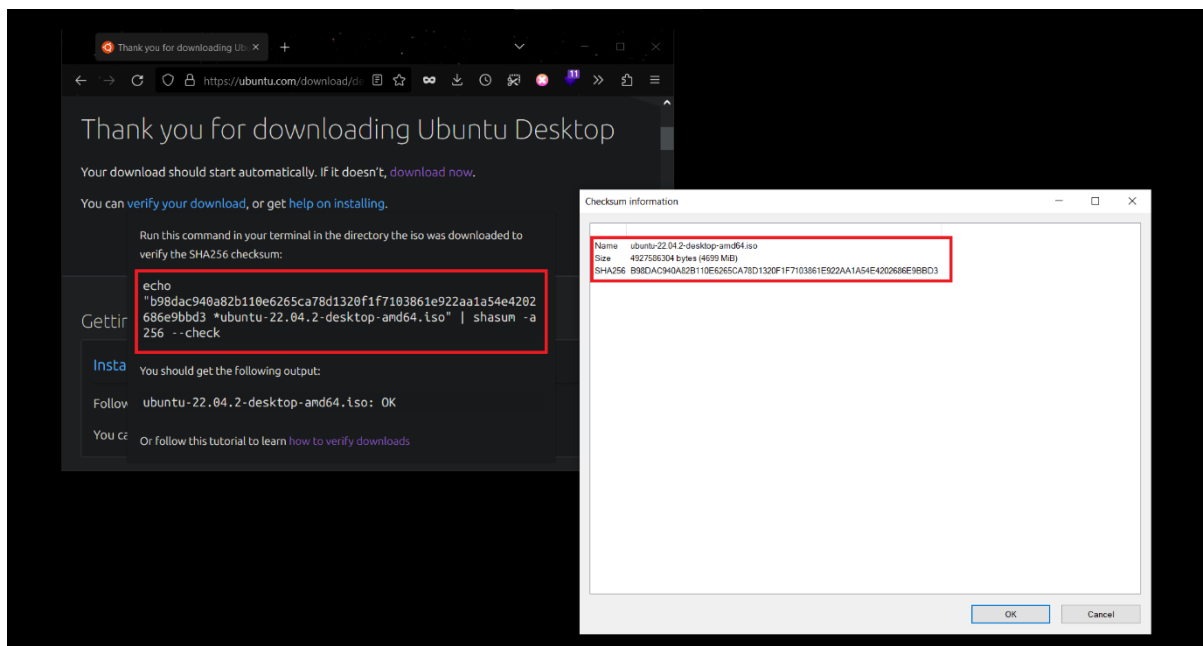 Thank you for downloading Ub
https://ubuntu.com/download/de
11
Thank you for downloading Ubuntu Desktop
Your download should start automatically. If it doesn't, download now.
You can verify your download, or get help on installing.
Run this command in your terminal in the directory the iso was downloaded to
verify the SHA256 checksum:
echo
"b98dac940a82b110e6265ca78d1320f1f7103861e922aa1a54e4202
686e9bbd3 *ubuntu-22.04.2-desktop-amd64.iso" | shasum -a
256 --check
Gettin
Insta
You should get the following output:
Follow
ubuntu-22.04.2-desktop-amd64.iso: OK
You ca
Or follow this tutorial to learn how to verify downloads
Checksum information
Name ubuntu-22.04.2-desktop-amd64.iso
Size 4927586304 bytes (4699 MiB)
SHA256 B98DAC940A82B110E6265CA78D1320F1F7103861E922AA1A54E4202686E9BBD3
OK
Cancel